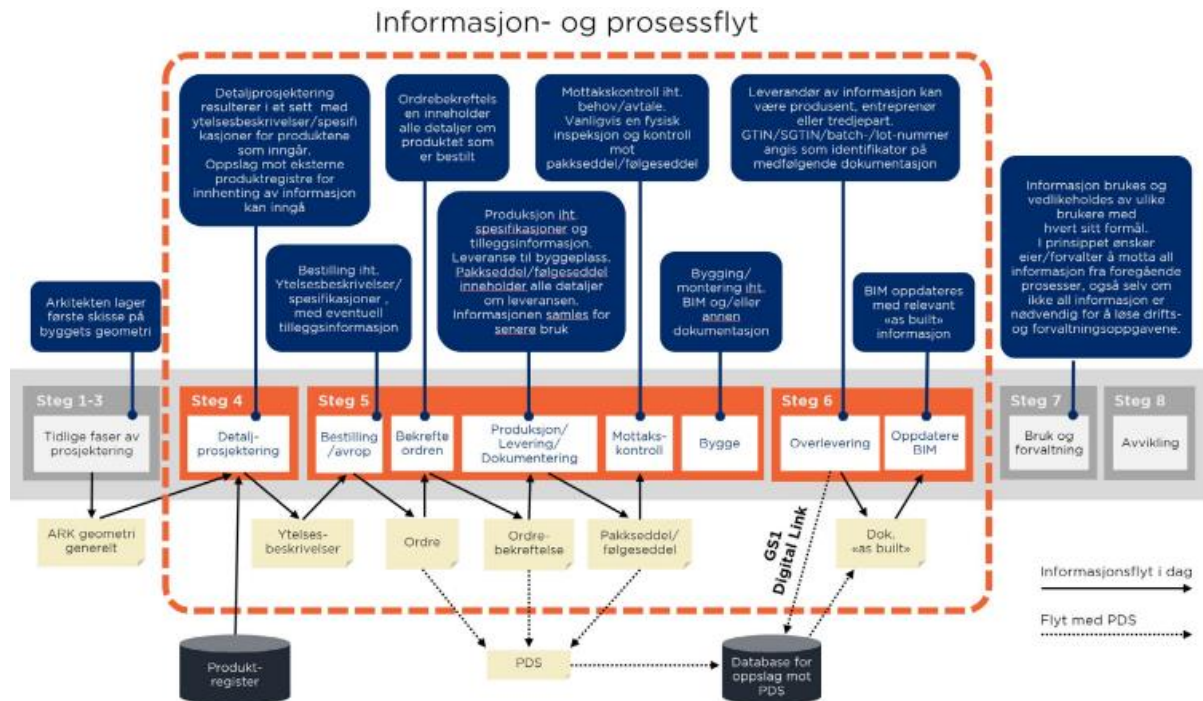 Informasjon- og prosessflyt
Detaljprosjektering
resulterer i et sett med
ytelsesbeskrivelser/spesifi
kasjoner for produktene
som inngår.
Oppslag mot eksterne
produktregistre for
innhenting av informasjon
kan inngå
Ordrebekreftels
en inneholder
alle detaljer om
produktet som
er bestilt
Mottakskontroll iht.
behov/avtale.
Vanligvis en fysisk
inspeksjon og kontroll
mot
pakkseddel/følgeseddel
Leverandør av informasjon kan
være produsent, entreprenør
eller tredjepart.
GTIN/SGTIN/batch-/lot-nummer
angis som identifikator på
medfølgende dokumentasjon
Informasjon brukes og
vedlikeholdes av ulike
brukere med
hvert sitt formål.
I prinsippet ønsker
eier/forvalter å motta all
informasjon fra foregående
prosesser, også selv om
ikke all informasjon er
nødvendig for å løse drifts-
og forvaltningsoppgavene.
Arkitekten lager
første skisse på
byggets geometri
Bestilling iht.
Ytelsesbeskrivelser/
spesifikasjoner ,
med eventuell
tilleggsinformasjon
Produksjon iht.
spesifikasjoner og
tilleggsinformasjon.
Leveranse til byggeplass.
Pakkseddel/følgeseddel
inneholder alle detaljer
om leveransen.
Informasjonen samles for
senere bruk
Bygging/
montering iht.
BIM og/eller
annen
dokumentasjon
BIM oppdateres
med relevant
«as built»
informasjon
Steg 1-3
Tidlige faser av
prosjektering
Steg 4
Detalj-
prosjektering
Steg 5
Bestilling
/avrop
Bekrefte
ordren
Produksjon/
Levering/
Dokumentering
Mottaks-
kontroll
Bygge
Steg 6
Overlevering
Oppdatere
BIM
Steg 7
Bruk og
forvaltning
Steg 8
Avvikling
ARK geometri
generelt
Ytelses-
beskrivelser
Ordre
Ordre-
bekreftelse
Pakkseddel/
følgeseddel
GS1
Digital Link
Dok.
«as built»
Informasjonsflyt i dag
Flyt med PDS
Produkt-
register
PDS
Database for
oppslag mot
PDS